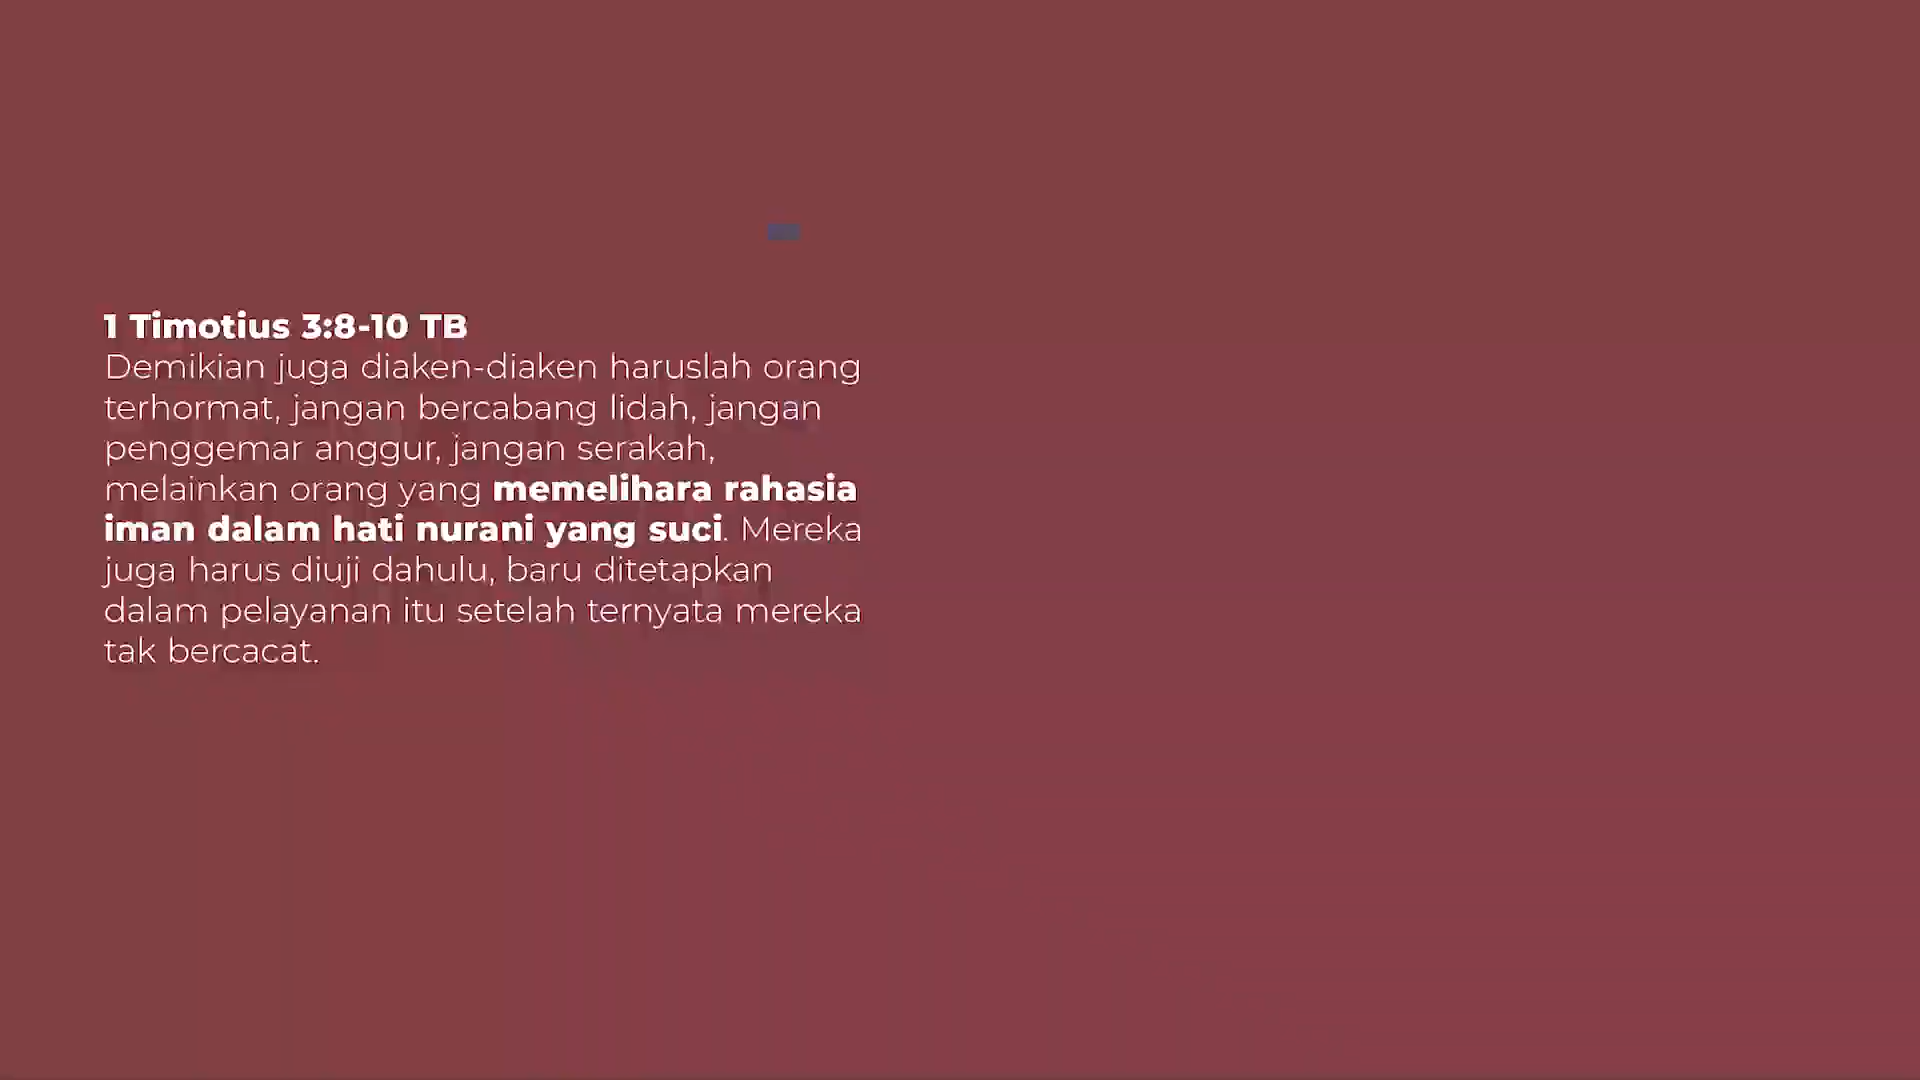 1 Timotius 3:8-10 TB
Demikian juga diaken-diaken haruslah orang
terhormat, jangan bercabang lidah, jangan
penggemar anggur, jangan serakah,
melainkan orang yang memelihara rahasia
iman dalam hati nurani yang suci. Mereka
juga harus diuji dahulu, baru ditetapkan
dalam pelayanan itu setelah ternyata mereka
tak bercacat.